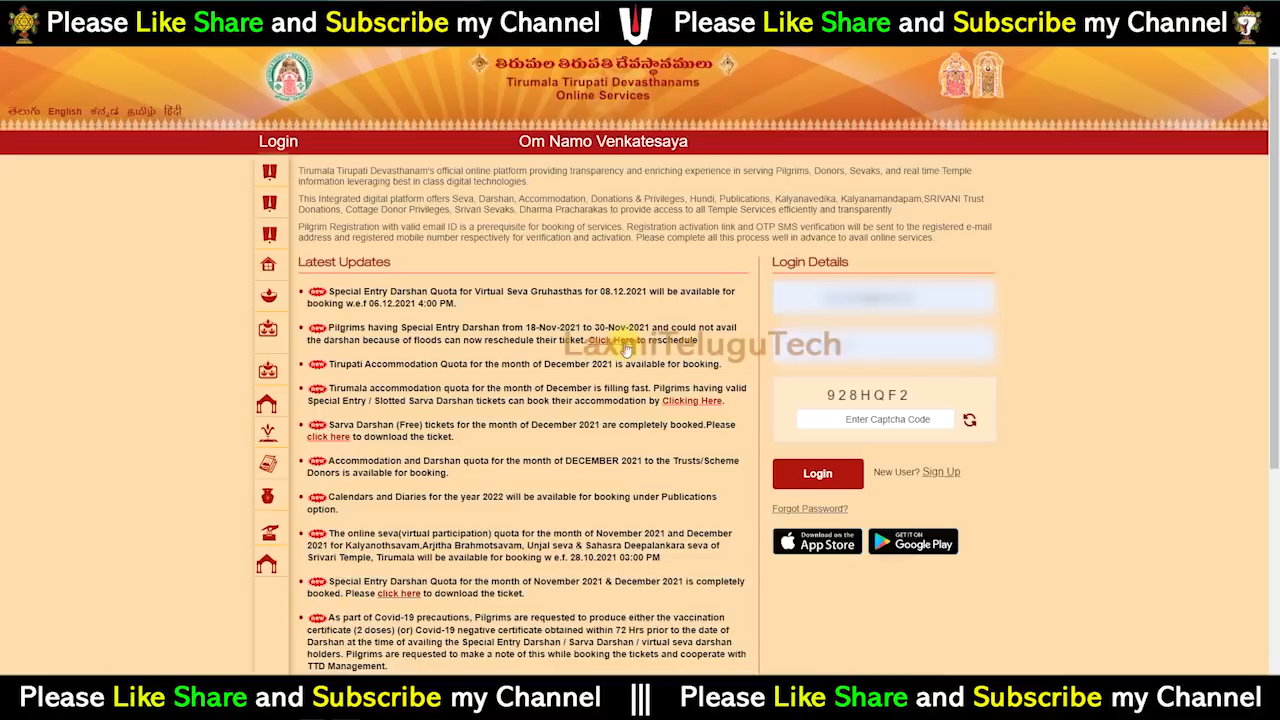 Please Like Share and Subscribe my Channel Please Like Share and Subscribe my Channel
తిరుమల తిరుపతి దేవస్థానములు
Tirumala Tirupati Devasthanams
Online Services
తెలుగు English ಕನ್ನಡ தமிழ் हिंदी
Login Om Namo Venkatesaya
Tirumala Tirupati Devasthanam's official online platform providing transparency and enriching experience in serving Pilgrims, Donors, Sevaks, and real time Temple
information leveraging best in class digital technologies.
This Integrated digital platform offers Seva, Darshan, Accommodation, Donations & Privileges, Hundi, Publications, Kalyanavedika, Kalyanamandapam,SRIVANI Trust
Donations, Cottage Donor Privileges, Srivari Sevaks, Dharma Pracharakas to provide access to all Temple Services efficiently and transparently
Pilgrim Registration with valid email ID is a prerequisite for booking of services. Registration activation link and OTP SMS verification will be sent to the registered e-mail
address and registered mobile number respectively for verification and activation. Please complete all this process well in advance to avail online services.
Latest Updates
new Special Entry Darshan Quota for Virtual Seva Gruhasthas for 08.12.2021 will be available for
booking w.e.f 06.12.2021 4:00 PM.
new Pilgrims having Special Entry Darshan from 18-Nov-2021 to 30-Nov-2021 and could not avail
the darshan because of floods can now reschedule their ticket. Click Here to reschedule
new Tirupati Accommodation Quota for the month of December 2021 is available for booking.
new Tirumala accommodation quota for the month of December is filling fast. Pilgrims having valid
Special Entry / Slotted Sarva Darshan tickets can book their accommodation by Clicking Here.
new Sarva Darshan (Free) tickets for the month of December 2021 are completely booked.Please
click here to download the ticket.
new Accommodation and Darshan quota for the month of DECEMBER 2021 to the Trusts/Scheme
Donors is available for booking.
new Calendars and Diaries for the year 2022 will be available for booking under Publications
option.
new The online seva(virtual participation) quota for the month of November 2021 and December
2021 for Kalyanothsavam,Arjitha Brahmotsavam, Unjal seva & Sahasra Deepalankara seva of
Srivari Temple, Tirumala will be available for booking w e.f. 28.10.2021 03:00 PM
new Special Entry Darshan Quota for the month of November 2021 & December 2021 is completely
booked. Please click here to download the ticket.
new As part of Covid-19 precautions, Pilgrims are requested to produce either the vaccination
certificate (2 doses) (or) Covid-19 negative certificate obtained within 72 Hrs prior to the date of
Darshan at the time of availing the Special Entry Darshan / Sarva Darshan / virtual seva darshan
holders. Pilgrims are requested to make a note of this while booking the tickets and cooperate with
TTD Management.
Login Details
LaxmiTeluguTech
928HQF2
Enter Captcha Code
Login New User? Sign Up
Forgot Password?
Download on the
App Store
GET IT ON
Google Play
Please Like Share and Subscribe my Channel ||| Please Like Share and Subscribe my Channel